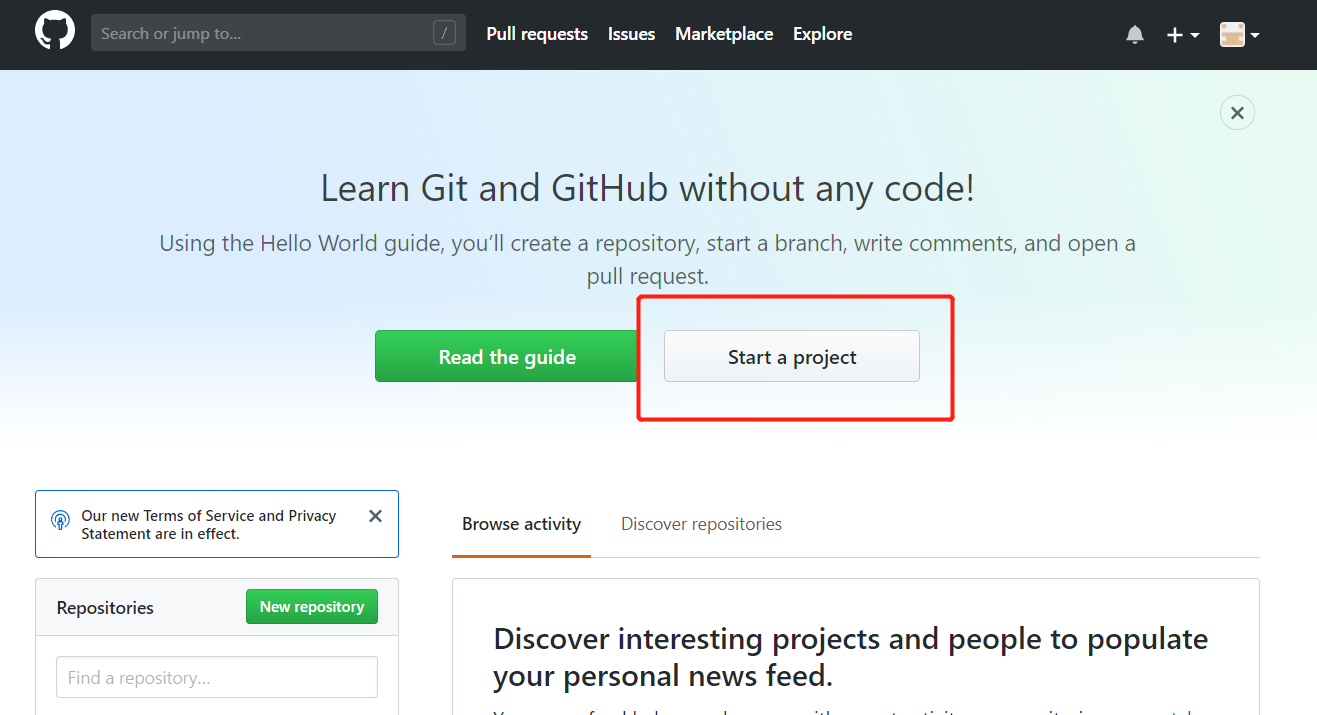 Search or jump to... /
Pull requests Issues Marketplace Explore
Learn Git and GitHub without any code!
Using the Hello World guide, you’ll create a repository, start a branch, write comments, and open a
pull request.
Read the guide Start a project
Our new Terms of Service and Privacy
Statement are in effect.
Browse activity Discover repositories
Repositories New repository
Find a repository...
Discover interesting projects and people to populate
your personal news feed.